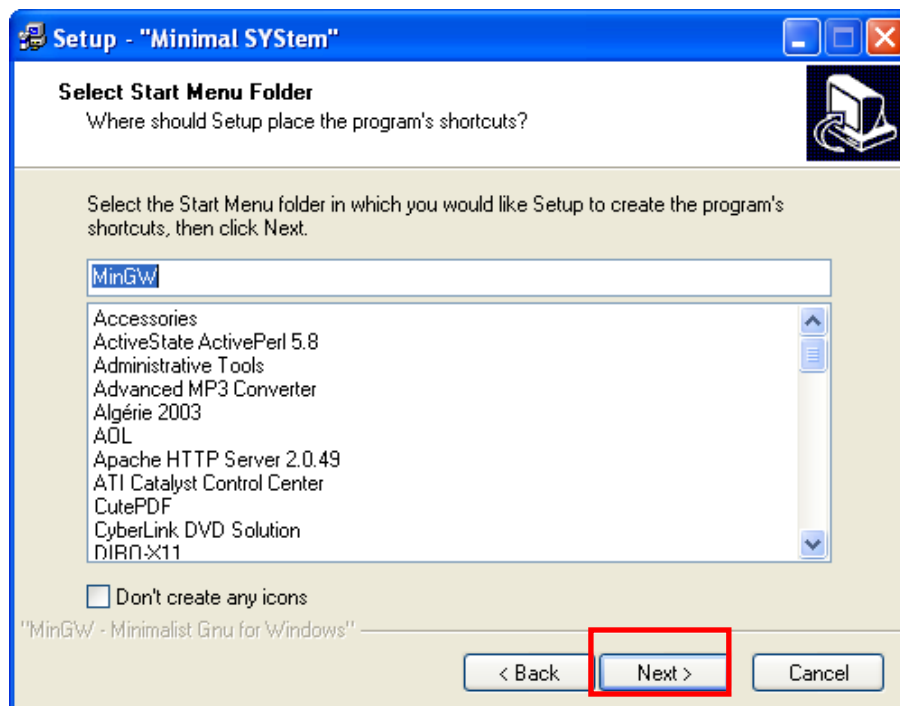 Setup - "Minimal SYStem"
Select Start Menu Folder
Where should Setup place the program's shortcuts?
Select the Start Menu folder in which you would like Setup to create the program's
shortcuts, then click Next.
MinGW
Accessories
ActiveState ActivePerl 5.8
Administrative Tools
Advanced MP3 Converter
Algérie 2003
AOL
Apache HTTP Server 2.0.49
ATI Catalyst Control Center
CutePDF
CyberLink DVD Solution
Don't create any icons
"MinGW - Minimalist Gnu for Windows"
< Back
Next >
Cancel